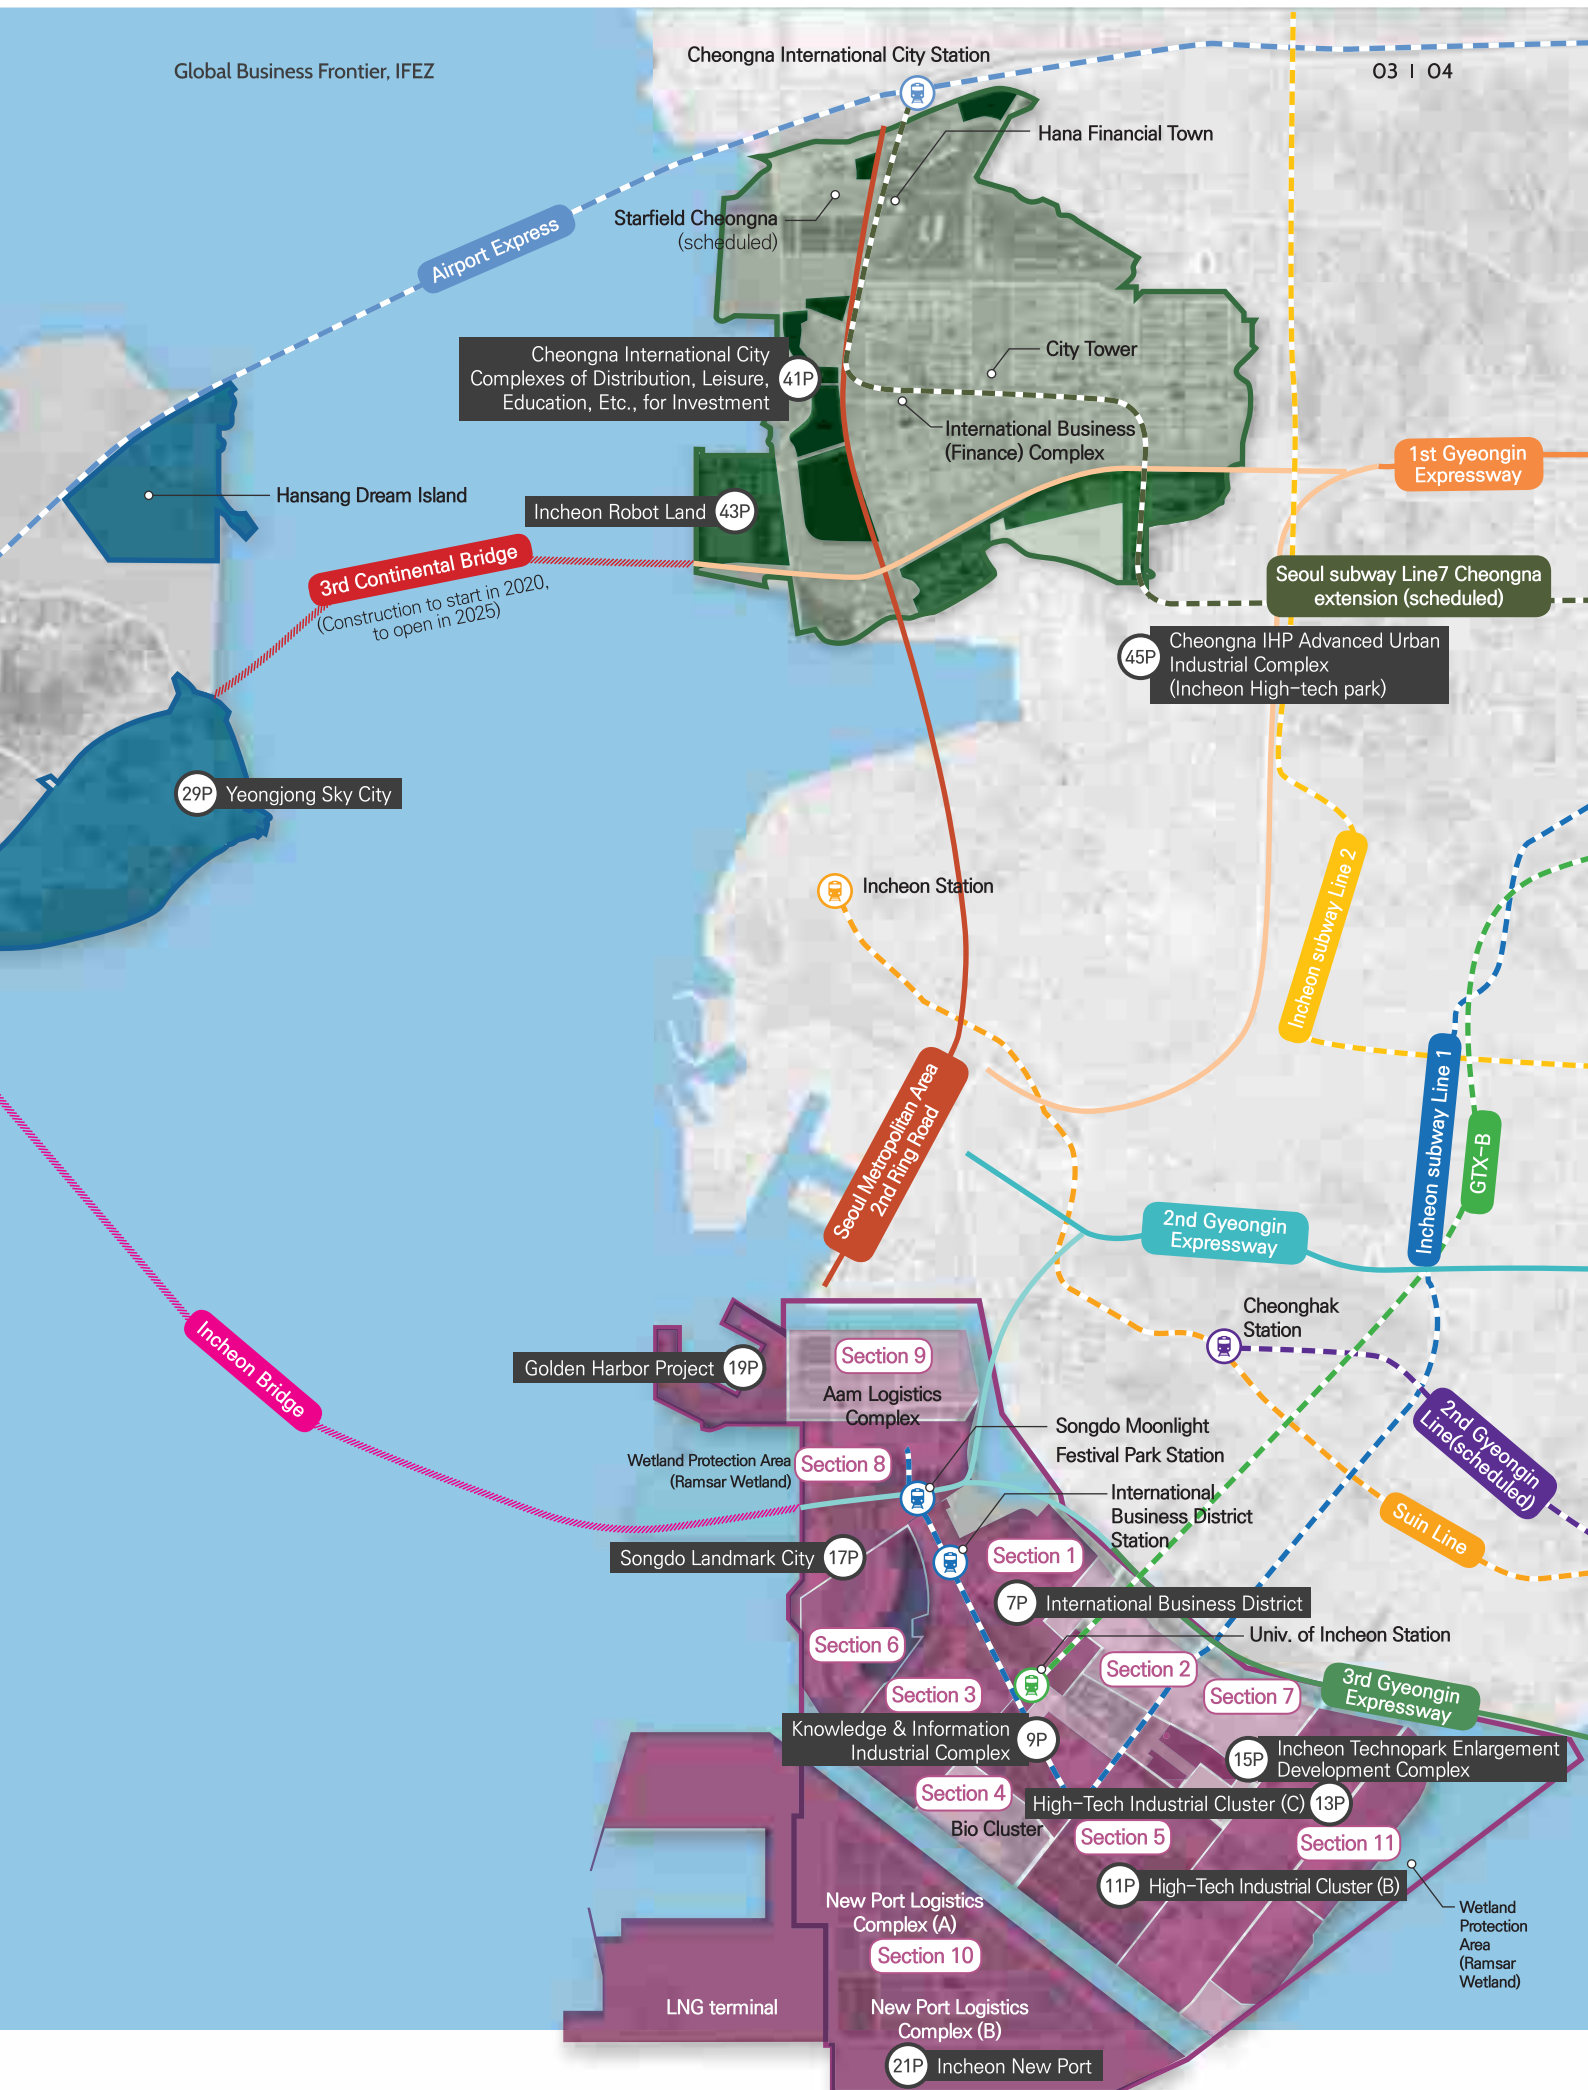 Global Business Frontier, IFEZ
03 | 04
Cheongna International City Station
Hana Financial Town
Starfield Cheongna
(scheduled)
Airport Express
Cheongna International City
Complexes of Distribution, Leisure,
Education, Etc., for Investment
41P
City Tower
International Business
(Finance) Complex
1st Gyeongin
Expressway
Hansang Dream Island
Incheon Robot Land
43P
3rd Continental Bridge
(Construction to start in 2020,
to open in 2025)
Seoul subway Line7 Cheongna
extension (scheduled)
45P
Cheongna IHP Advanced Urban
Industrial Complex
(Incheon High-tech park)
29P
Yeongjong Sky City
Incheon Station
Incheon subway Line 2
Incheon subway Line 1
GTX-B
Seoul Metropolitan Area
2nd Ring Road
2nd Gyeongin
Expressway
Cheonghak
Station
Incheon Bridge
Golden Harbor Project
19P
Section 9
Aam Logistics
Complex
Songdo Moonlight
Festival Park Station
2nd Gyeongin
Line(scheduled)
Wetland Protection Area
(Ramsar Wetland)
Section 8
International
Business District
Station
Suin Line
Songdo Landmark City
17P
Section 1
7P
International Business District
Univ. of Incheon Station
Section 6
Section 2
Section 3
Section 7
3rd Gyeongin
Expressway
Knowledge & Information
Industrial Complex
9P
15P
Incheon Technopark Enlargement
Development Complex
Section 4
High-Tech Industrial Cluster (C)
13P
Bio Cluster
Section 5
Section 11
11P
High-Tech Industrial Cluster (B)
New Port Logistics
Complex (A)
Section 10
Wetland
Protection
Area
(Ramsar
Wetland)
LNG terminal
New Port Logistics
Complex (B)
21P
Incheon New Port